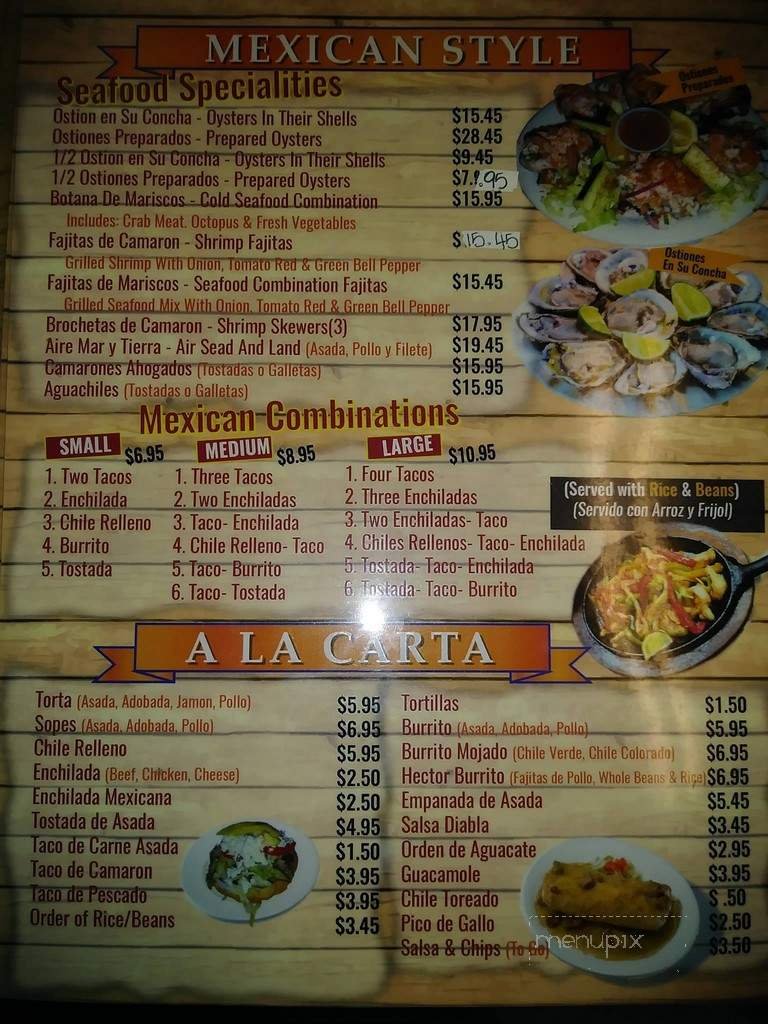 MEXICAN STYLE
Seafood Specialities
Ostion en Su Concha - Oysters In Their Shells $15.45
Ostiones Preparados - Prepared Oysters $28.45
1/2 Ostion en Su Concha - Oysters In Their Shells $9.45
1/2 Ostiones Preparados - Prepared Oysters
Botana De Mariscos - Cold Seafood Combination $15.95
Includes: Crab Meat. Octopus & Fresh Vegetables
Fajitas de Camaron - Shrimp Fajitas $15.45
Grilled Shrimp With Onion, Tomato Red & Green Bell Pepper
Fajitas de Mariscos - Seafood Combination Fajitas $15.45
Grilled Seafood Mix With Onion, Tomato Red & Green Bell Pepper
Brochetas de Camaron - Shrimp Skewers(3) $17.95
Aire Mar y Tierra - Air Sead And Land (Asada, Pollo y Filete) $19.45
Camarones Ahogados (Tostadas o Galletas) $15.95
Aguachiles (Tostadas o Galletas) $15.95
Ostiones
Preparados
Ostiones
En Su Concha
Mexican Combinations
SMALL $6.95
1. Two Tacos
2. Enchilada
3. Chile Relleno
4. Burrito
5. Tostada
MEDIUM $8.95
1. Three Tacos
2. Two Enchiladas
3. Taco- Enchilada
4. Chile Relleno- Taco
5. Taco- Burrito
6. Taco- Tostada
LARGE $10.95
1. Four Tacos
2. Three Enchiladas
3. Two Enchiladas- Taco
4. Chiles Rellenos- Taco- Enchilada
5. Tostada- Taco- Enchilada
6. Tostada- Taco- Burrito
(Served with Rice & Beans)
(Servido con Arroz y Frijol)
A LA CARTA
Torta (Asada, Adobada, Jamon, Pollo) $5.95
Sopes (Asada, Adobada, Pollo) $6.95
Chile Relleno $5.95
Enchilada (Beef, Chicken, Cheese) $2.50
Enchilada Mexicana $2.50
Tostada de Asada $4.95
Taco de Carne Asada $1.50
Taco de Camaron $3.95
Taco de Pescado $3.95
Order of Rice/Beans $3.45
Tortillas $1.50
Burrito (Asada, Adobada, Pollo) $5.95
Burrito Mojado (Chile Verde, Chile Colorado) $6.95
Hector Burrito (Fajitas de Pollo, Whole Beans & Rice) $6.95
Empanada de Asada $5.45
Salsa Diabla $3.45
Orden de Aguacate $2.95
Guacamole $3.95
Chile Toreado $ .50
Pico de Gallo $2.50
Salsa & Chips (To Go) $3.50
menupix